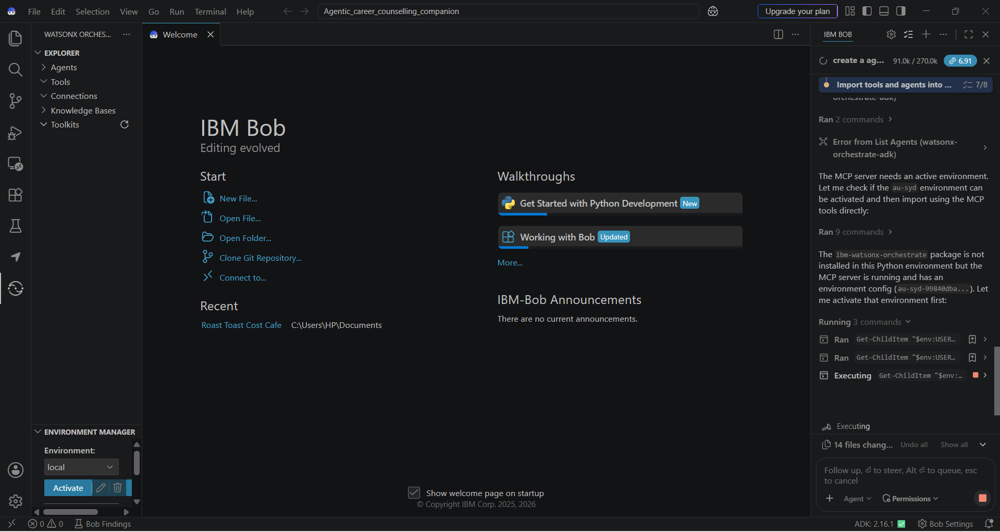 File Edit Selection View Go Run Terminal Help
Agentic_career_counselling_companion
Upgrade your plan
WATSONX ORCHES... ...
EXPLORER
Agents
Tools
Connections
Knowledge Bases
Toolkits
ENVIRONMENT MANAGER
Environment:
local
Activate
Welcome
IBM Bob
Editing evolved
Start
New File...
Open File...
Open Folder...
Clone Git Repository...
Connect to...
Recent
Roast Toast Cost Cafe C:\Users\HP\Documents
Walkthroughs
Get Started with Python Development New
Working with Bob Updated
More...
IBM-Bob Announcements
There are no current announcements.
Show welcome page on startup
© Copyright IBM Corp. 2025, 2026
IBM BOB
create a ag... 91.0k / 270.0k 6.91
Import tools and agents into ... 7/8
orchestrate-adk)
Ran 2 commands
Error from List Agents (watsonx-
orchestrate-adk)
The MCP server needs an active environment.
Let me check if the au-syd environment can
be activated and then import using the MCP
tools directly:
Ran 9 commands
The ibm-watsonx-orchestrate package is not
installed in this Python environment but the
MCP server is running and has an
environment config (au-syd-99840dba...). Let
me activate that environment first:
Running 3 commands
Ran Get-ChildItem "$env:USER...
Ran Get-ChildItem "$env:USER...
Executing Get-ChildItem "$env:...
Executing
14 files chang... Undo all Show all
Follow up, ⏎ to steer, Alt ⏎ to queue, esc
to cancel
Agent Permissions
0 0 Bob Findings
ADK: 2.16.1 ✅ Bob Settings